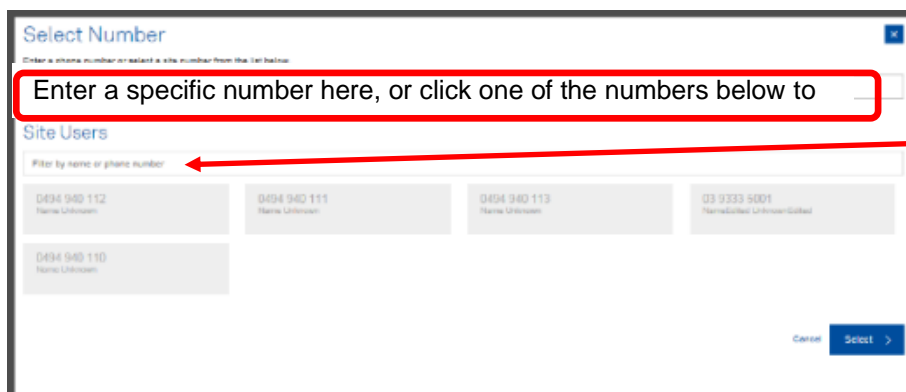 Select Number
Enter a phone number or select a site number from the list below
Enter a specific number here, or click one of the numbers below to
Site Users
Filter by name or phone number
0494 940 112
Name Unknown
0494 940 111
Name Unknown
0494 940 113
Name Unknown
03 9333 5001
NameEdited UnknownEdited
0494 940 110
Name Unknown
Cancel
Select